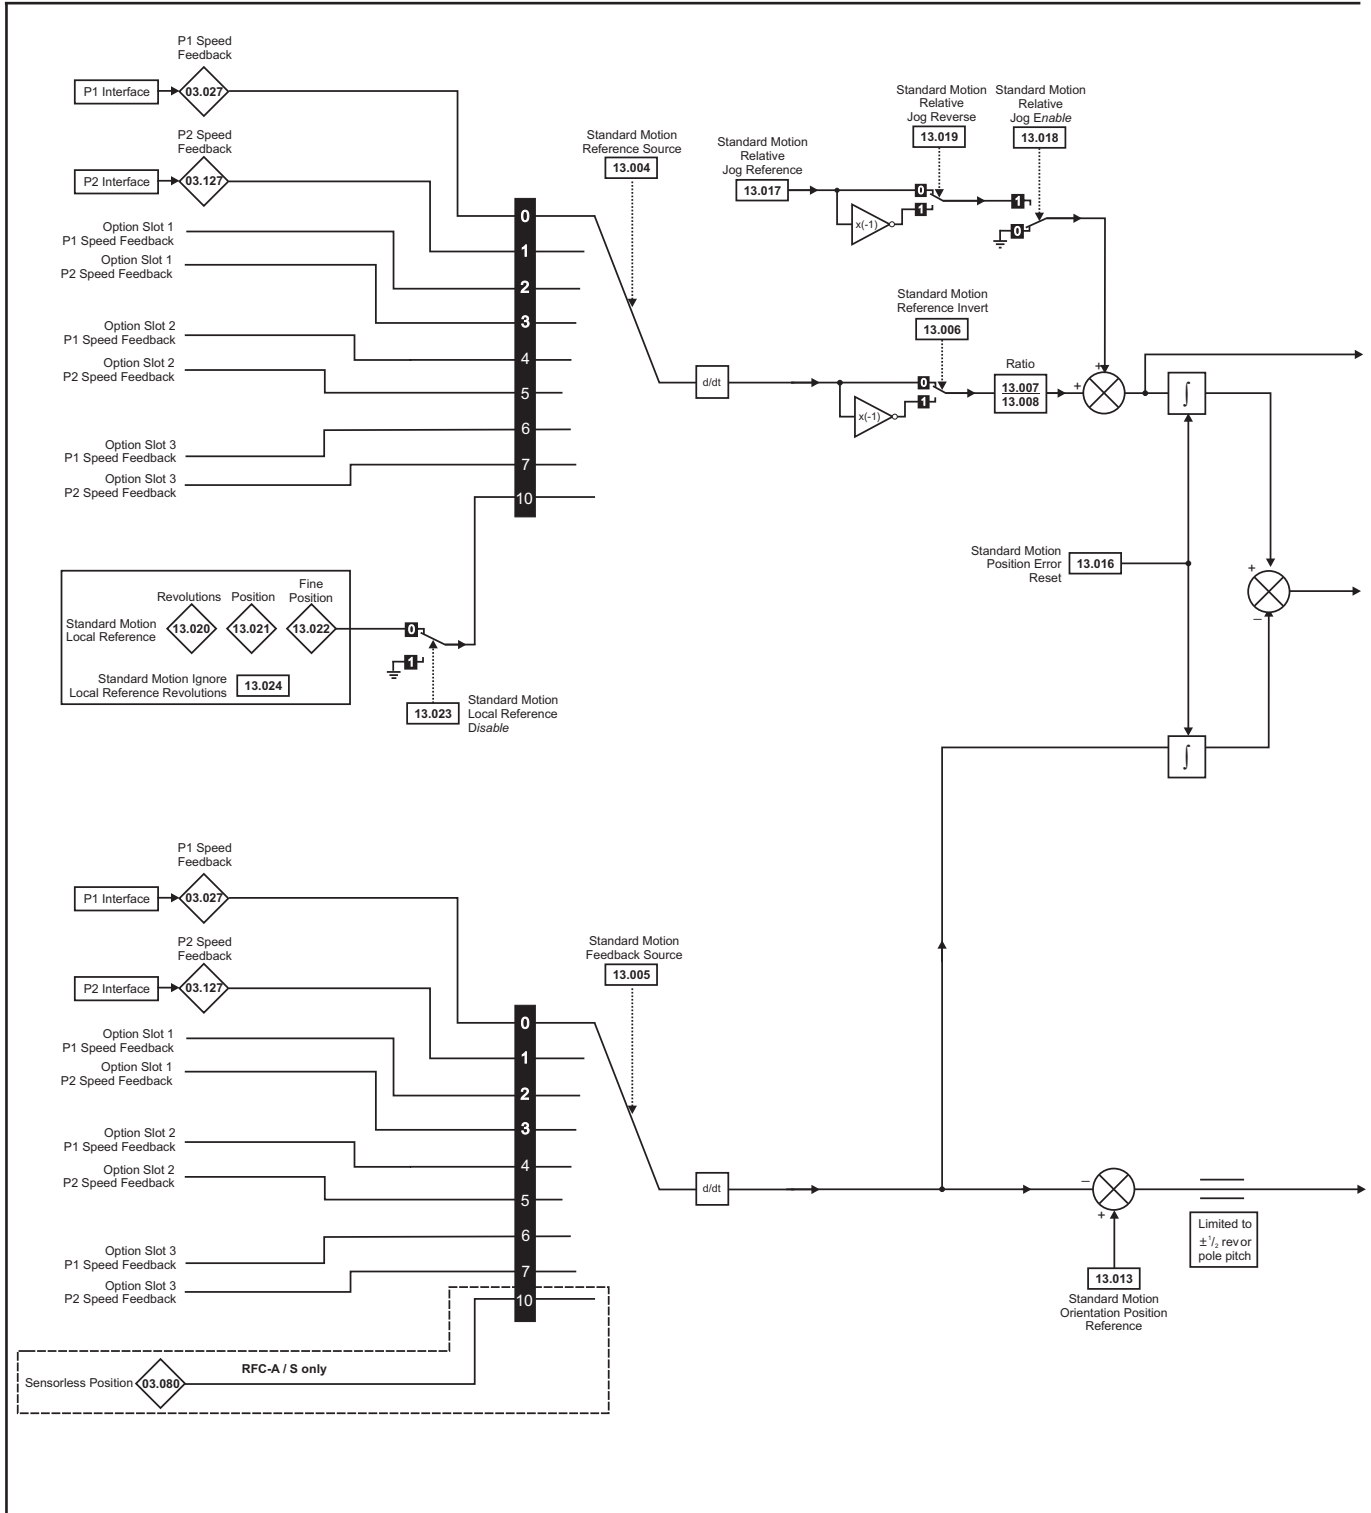 P1 Speed
Feedback
P1 Interface
03.027
P2 Speed
Feedback
P2 Interface
03.127
Option Slot 1
P1 Speed Feedback
Option Slot 1
P2 Speed Feedback
Option Slot 2
P1 Speed Feedback
Option Slot 2
P2 Speed Feedback
Option Slot 3
P1 Speed Feedback
Option Slot 3
P2 Speed Feedback
0
1
2
3
4
5
6
7
10
Standard Motion
Reference Source
13.004
d/dt
Standard Motion
Relative
Jog Reference
13.017
x(-1)
0
1
Standard Motion
Relative
Jog Reverse
13.019
Standard Motion
Relative
Jog Enable
13.018
1
0
Standard Motion
Reference Invert
13.006
0
1
x(-1)
Ratio
13.007
13.008
+
+
∫
Standard Motion
Position Error
Reset
13.016
+
−
∫
Revolutions
Position
Fine
Position
Standard Motion
Local Reference
13.020
13.021
13.022
Standard Motion Ignore
Local Reference Revolutions
13.024
0
1
13.023
Standard Motion
Local Reference
Disable
P1 Speed
Feedback
P1 Interface
03.027
P2 Speed
Feedback
P2 Interface
03.127
Option Slot 1
P1 Speed Feedback
Option Slot 1
P2 Speed Feedback
Option Slot 2
P1 Speed Feedback
Option Slot 2
P2 Speed Feedback
Option Slot 3
P1 Speed Feedback
Option Slot 3
P2 Speed Feedback
0
1
2
3
4
5
6
7
10
Standard Motion
Feedback Source
13.005
d/dt
−
+
13.013
Standard Motion
Orientation Position
Reference
Limited to
±1/2 rev or
pole pitch
RFC-A / S only
Sensorless Position
03.080